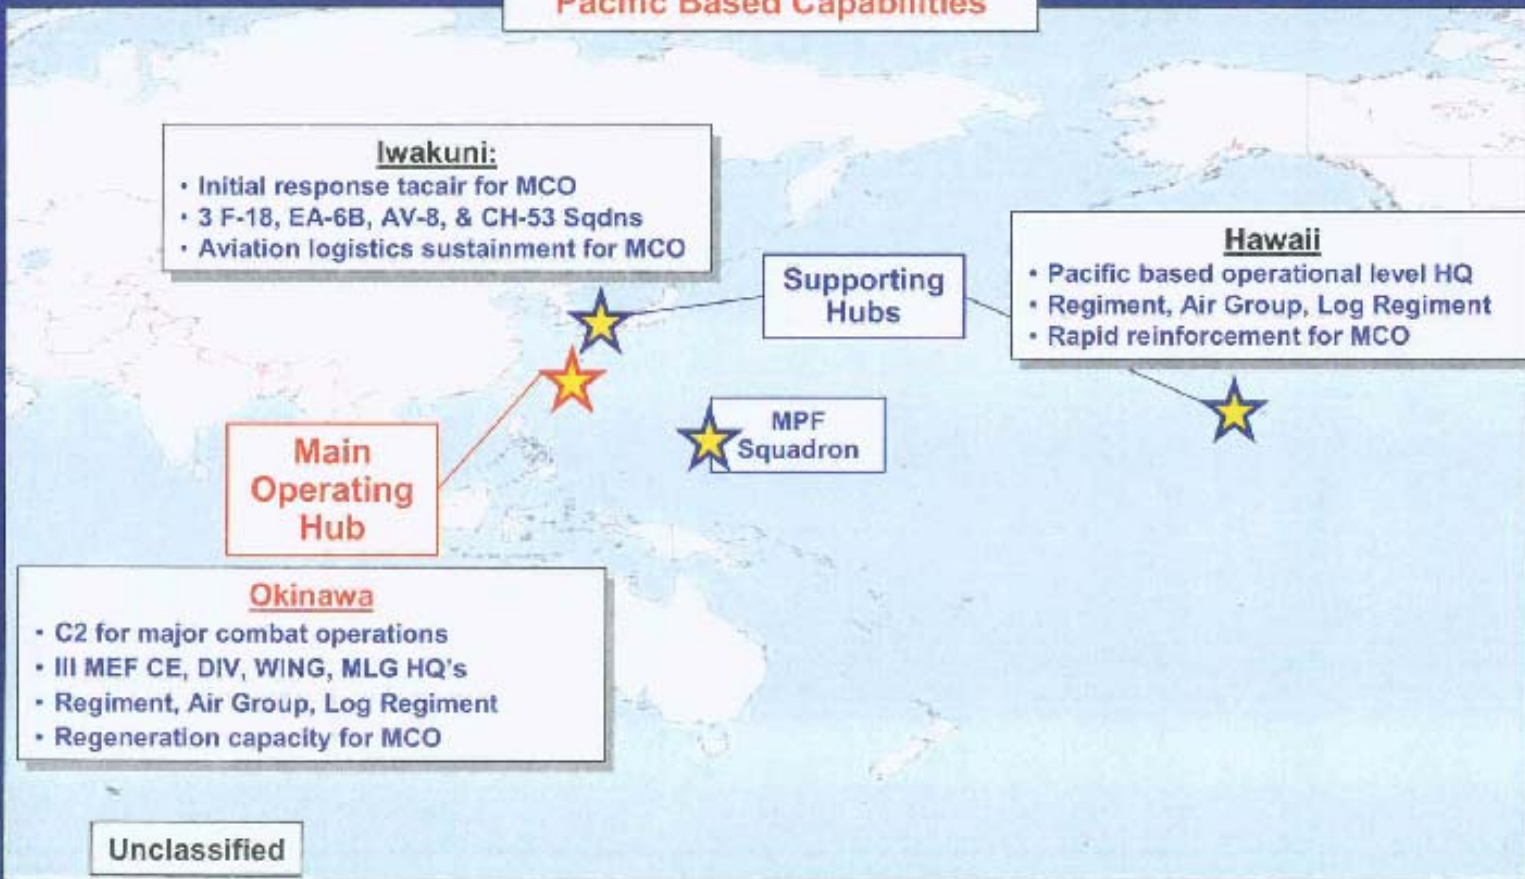 Pacific Based Capabilities
Iwakuni:
• Initial response tacair for MCO
• 3 F-18, EA-6B, AV-8, & CH-53 Sqdns
• Aviation logistics sustainment for MCO
Supporting
Hubs
Hawaii
• Pacific based operational level HQ
• Regiment, Air Group, Log Regiment
• Rapid reinforcement for MCO
MPF
Squadron
Main
Operating
Hub
Okinawa
• C2 for major combat operations
• III MEF CE, DIV, WING, MLG HQ's
• Regiment, Air Group, Log Regiment
• Regeneration capacity for MCO
Unclassified